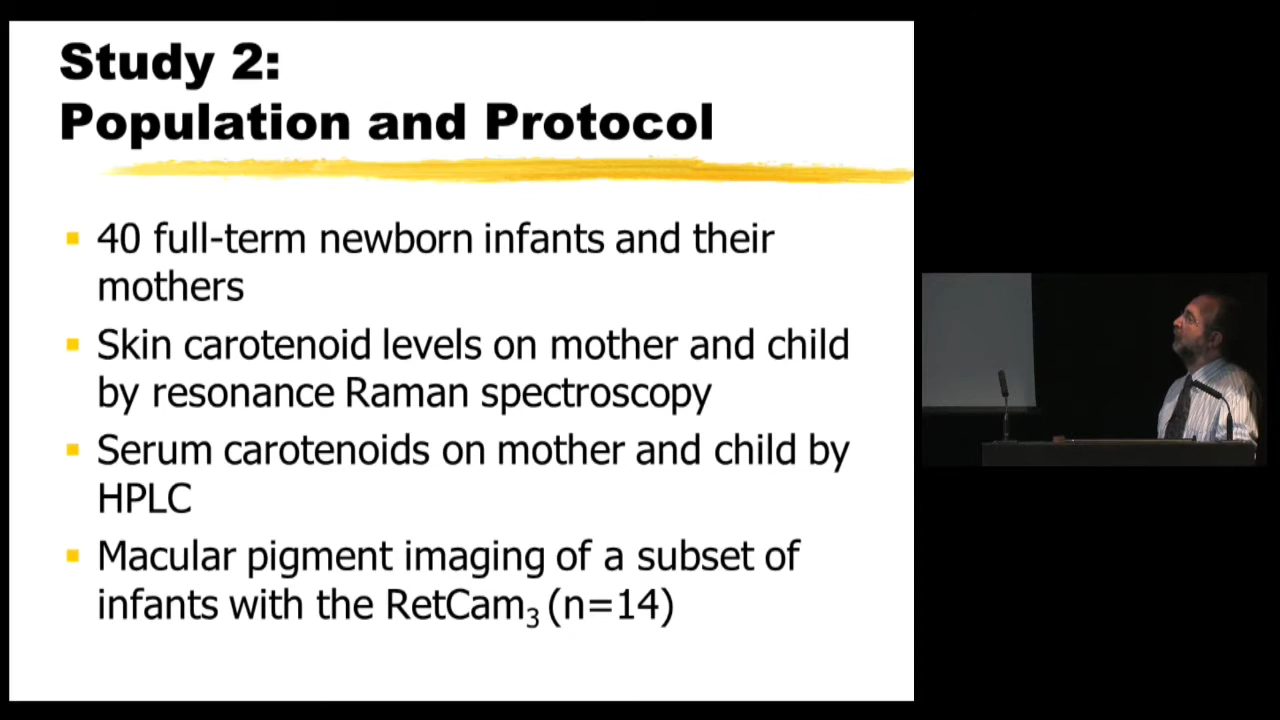 Study 2:
Population and Protocol
40 full-term newborn infants and their
mothers
Skin carotenoid levels on mother and child
by resonance Raman spectroscopy
Serum carotenoids on mother and child by
HPLC
Macular pigment imaging of a subset of
infants with the RetCam₃ (n=14)